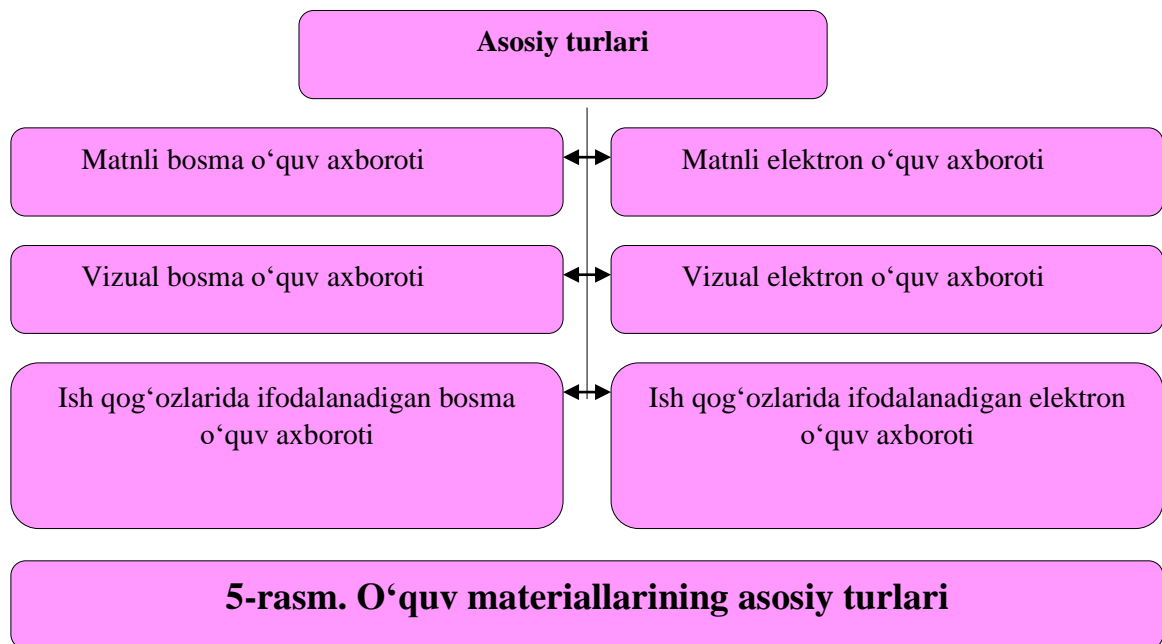 Asosiy turlari
Matnli bosma o‘quv axboroti
Matnli elektron o‘quv axboroti
Vizual bosma o‘quv axboroti
Vizual elektron o‘quv axboroti
Ish qog‘ozlarida ifodalanadigan bosma
o‘quv axboroti
Ish qog‘ozlarida ifodalanadigan elektron
o‘quv axboroti
5-rasm. O‘quv materiallarining asosiy turlari